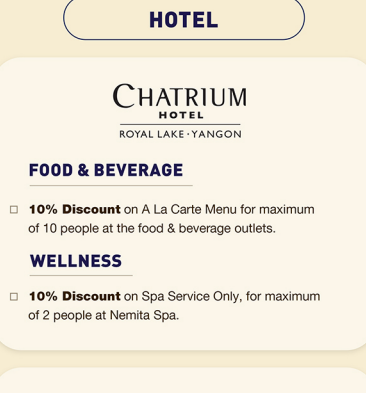 HOTEL
CHATRIUM
HOTEL
ROYAL LAKE · YANGON
FOOD & BEVERAGE
10% Discount on A La Carte Menu for maximum
of 10 people at the food & beverage outlets.
WELLNESS
10% Discount on Spa Service Only, for maximum
of 2 people at Nemita Spa.